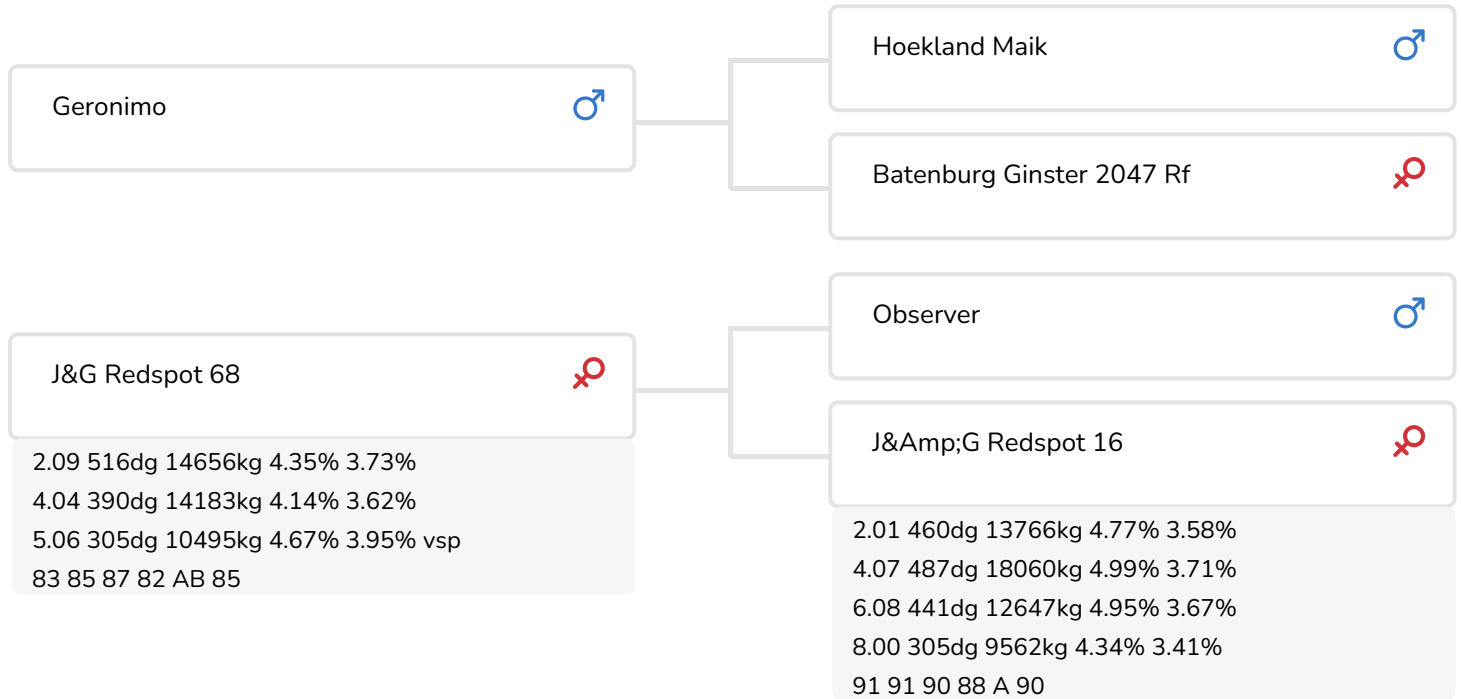 Geronimo
Hoekland Maik
Batenburg Ginster 2047 Rf
J&G Redspot 68
2.09 516dg 14656kg 4.35% 3.73%
4.04 390dg 14183kg 4.14% 3.62%
5.06 305dg 10495kg 4.67% 3.95% vsp
83 85 87 82 AB 85
Observer
J&Amp;G Redspot 16
2.01 460dg 13766kg 4.77% 3.58%
4.07 487dg 18060kg 4.99% 3.71%
6.08 441dg 12647kg 4.95% 3.67%
8.00 305dg 9562kg 4.34% 3.41%
91 91 90 88 A 90